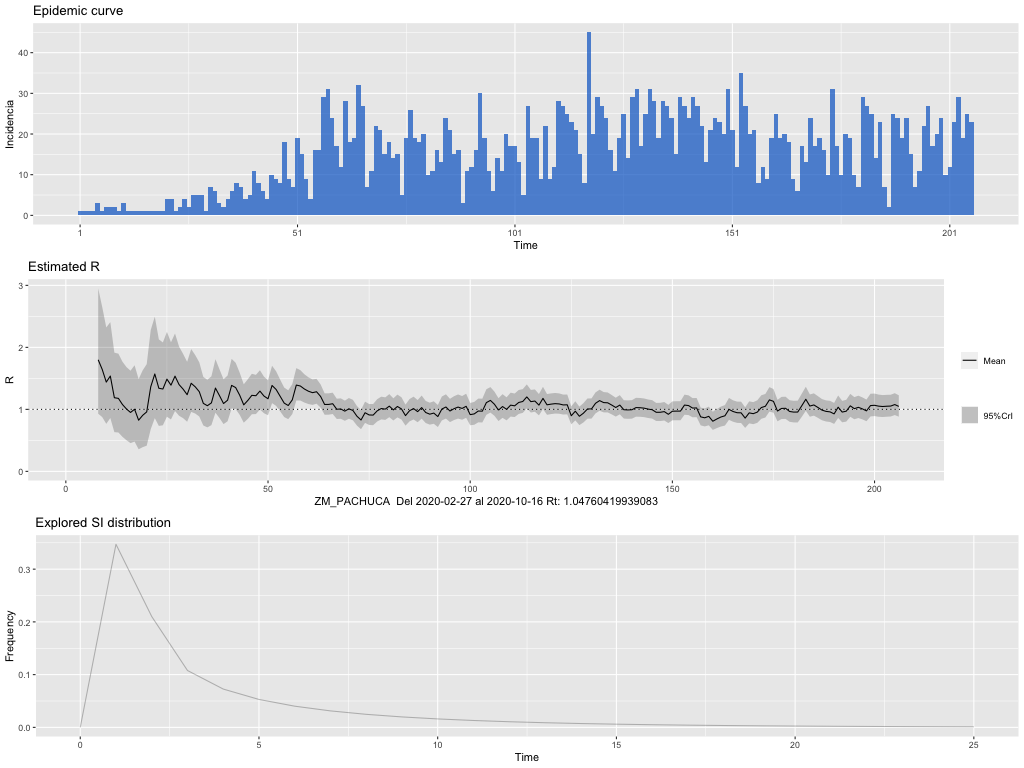 Epidemic curve
Incidencia
40
30
20
10
0
1 51 101 151 201
Time
Estimated R
R
3
2
1
0
0 50 100 150 200
ZM_PACHUCA Del 2020-02-27 al 2020-10-16 Rt: 1.04760419939083
Mean
95%CrI
Explored SI distribution
Frequency
0.3
0.2
0.1
0.0
0 5 10 15 20 25
Time